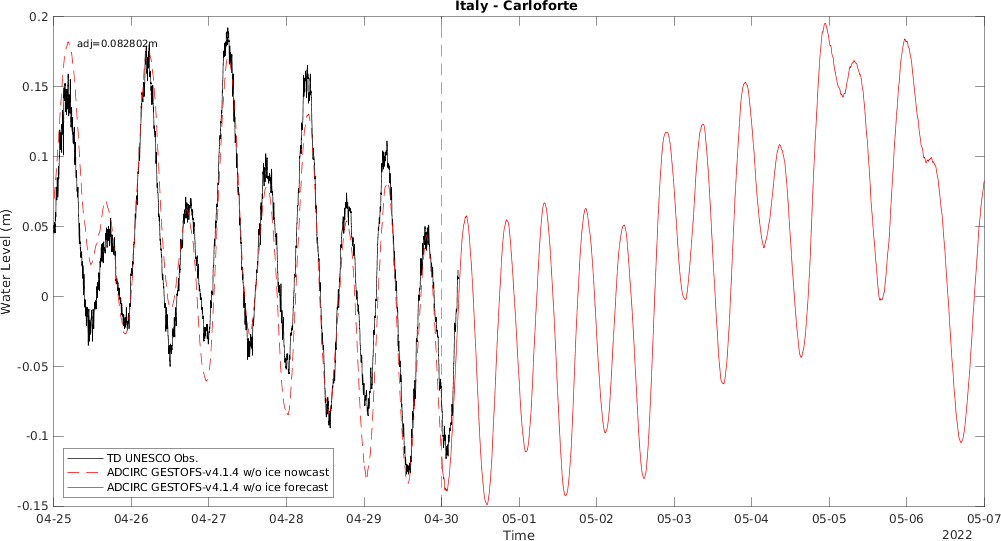 Italy - Carloforte
adj=0.082802m
0.2
0.15
0.1
0.05
0
-0.05
-0.1
-0.15
Water Level (m)
TD UNESCO Obs.
ADCIRC GESTOFS-v4.1.4 w/o ice nowcast
ADCIRC GESTOFS-v4.1.4 w/o ice forecast
04-25 04-26 04-27 04-28 04-29 04-30 05-01 05-02 05-03 05-04 05-05 05-06 05-07
Time
2022